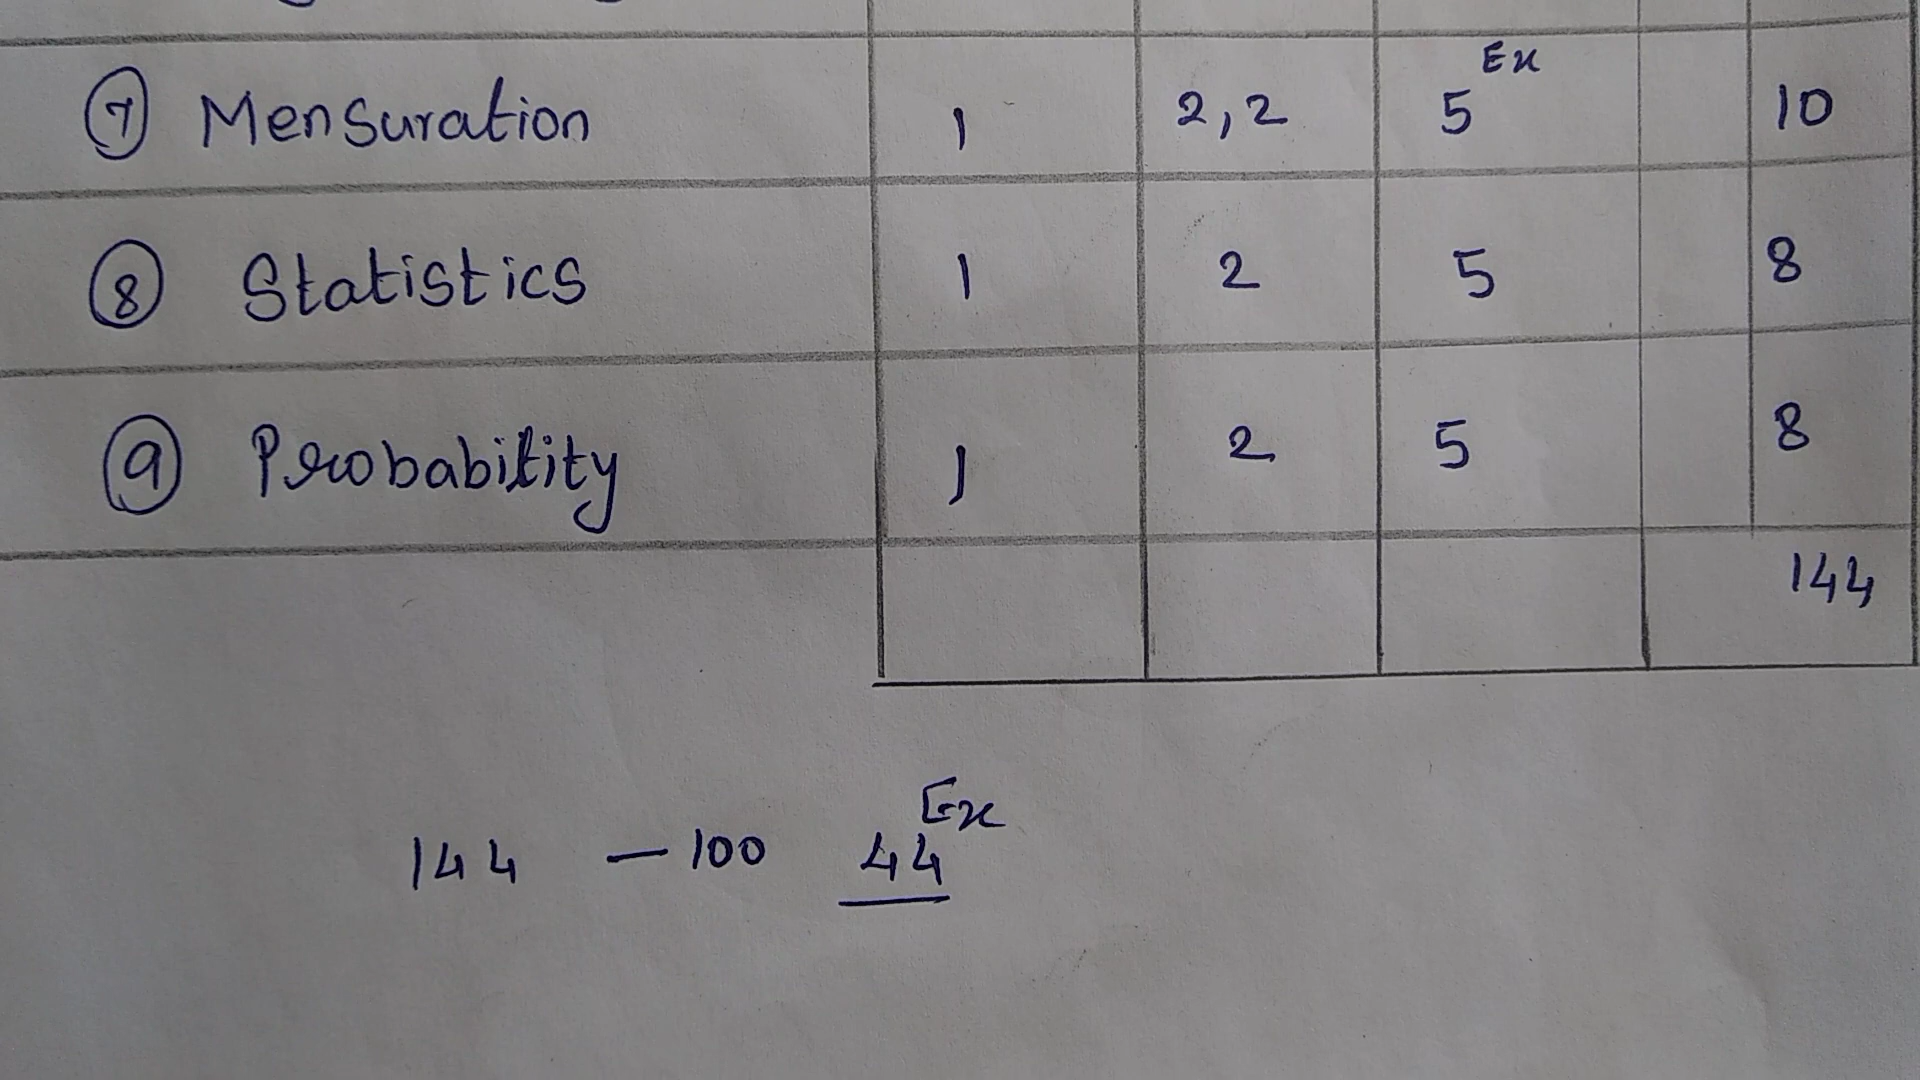 Ex
7 Mensuration 1 2,2 5 10
8 Statistics 1 2 5 8
9 Probability 1 2 5 8
144
Ex
144 — 100 44